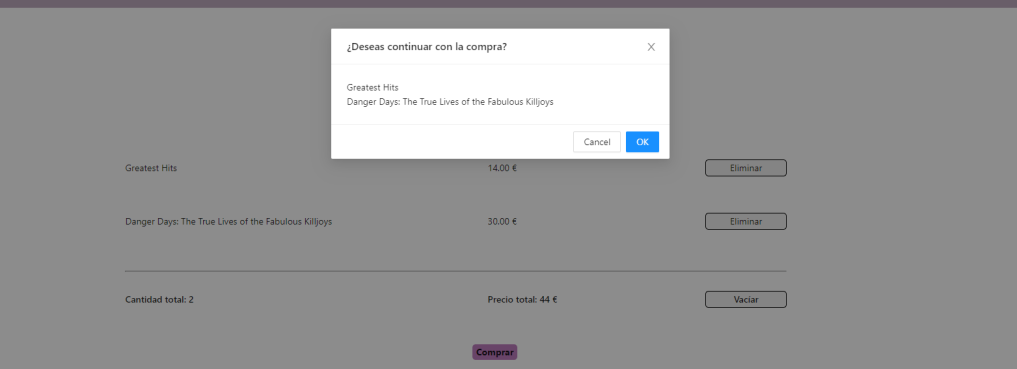 ¿Deseas continuar con la compra?
Greatest Hits
Danger Days: The True Lives of the Fabulous Killjoys
Cancel
OK
Greatest Hits
14.00 €
Eliminar
Danger Days: The True Lives of the Fabulous Killjoys
30.00 €
Eliminar
Cantidad total: 2
Precio total: 44 €
Vaciar
Comprar